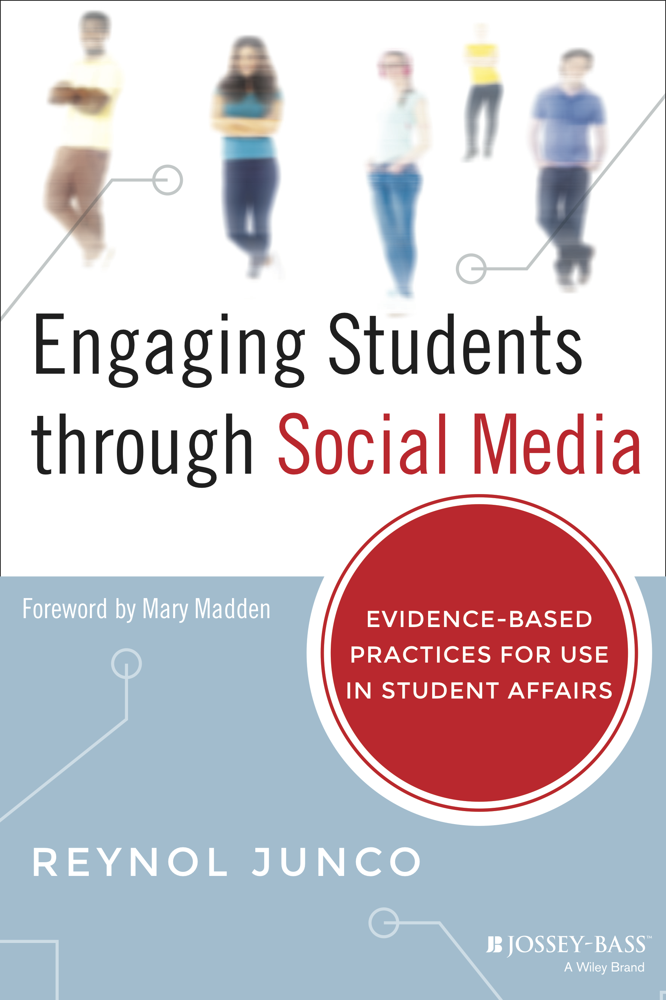 Engaging Students
through Social Media
Foreword by Mary Madden
EVIDENCE-BASED
PRACTICES FOR USE
IN STUDENT AFFAIRS
REYNOL JUNCO
JB JOSSEY-BASS™
A Wiley Brand